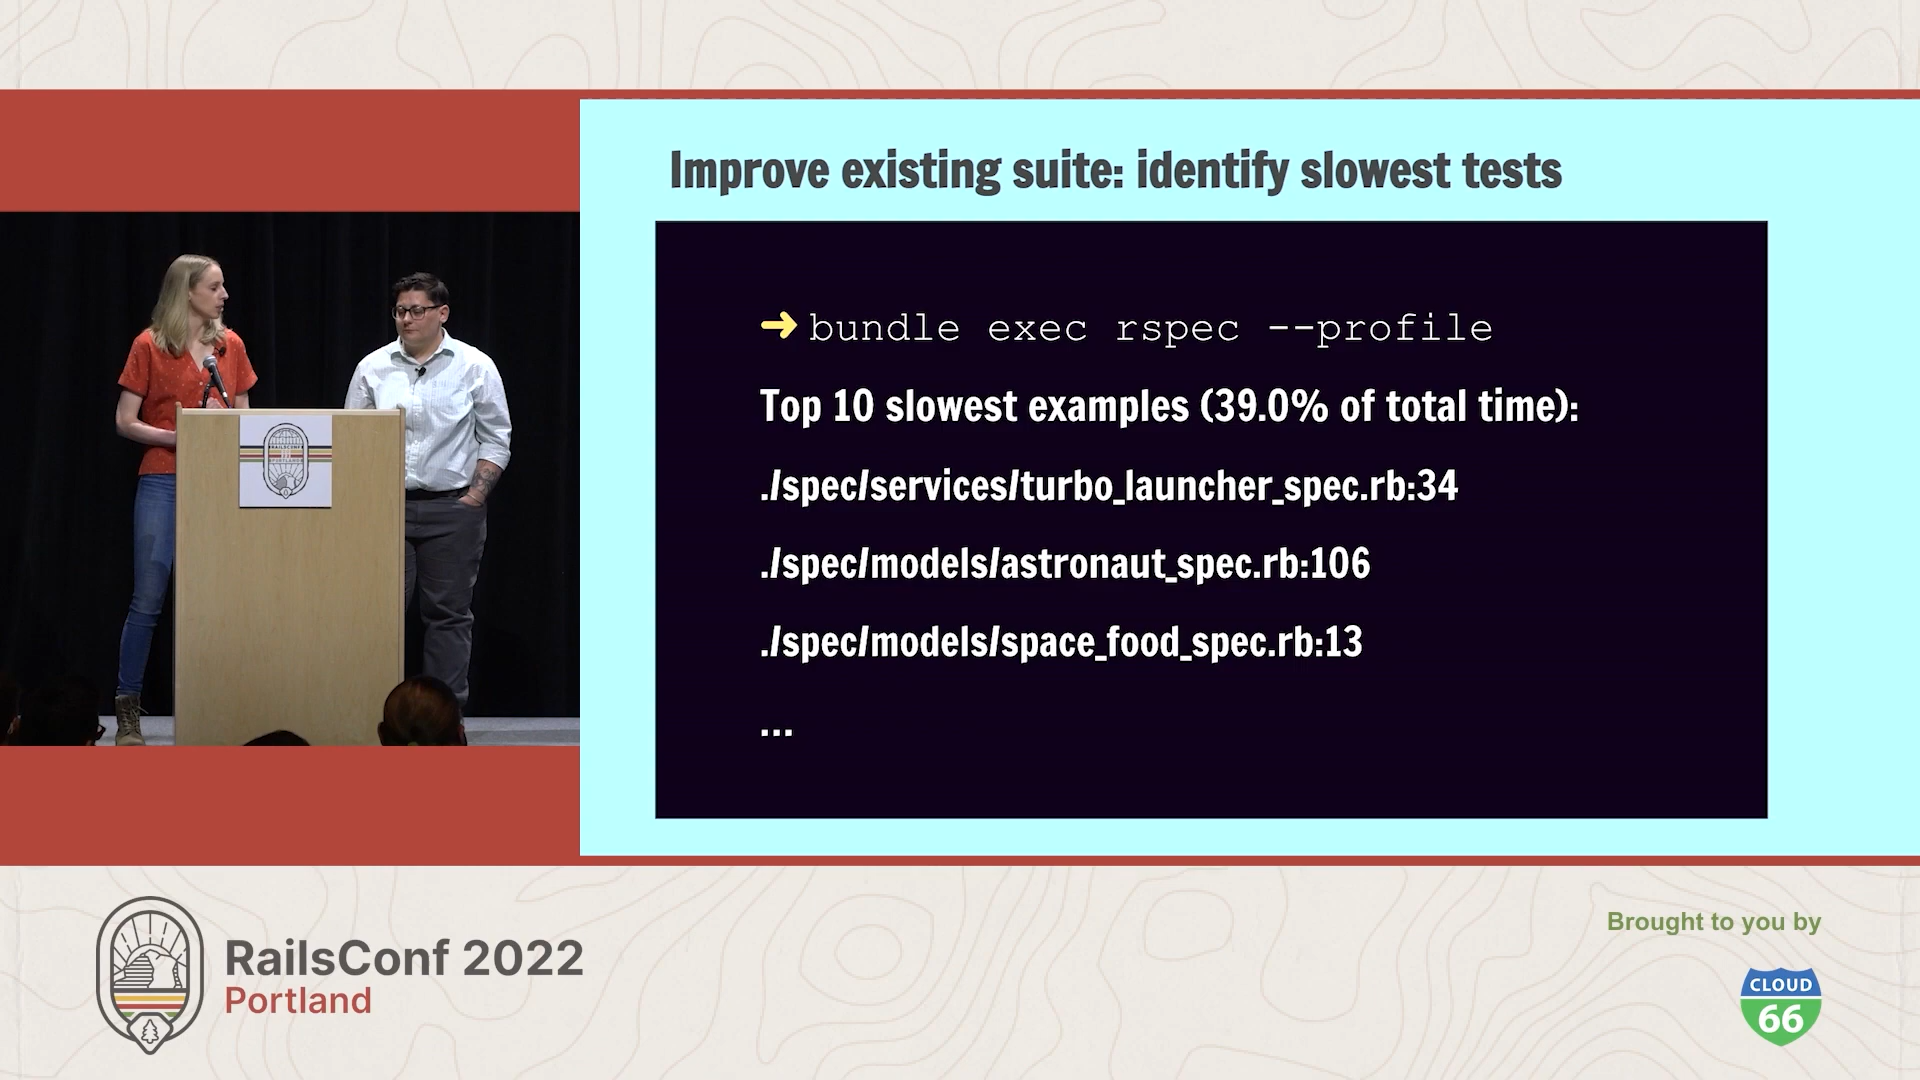 Improve existing suite: identify slowest tests
➜ bundle exec rspec --profile
Top 10 slowest examples (39.0% of total time):
./spec/services/turbo_launcher_spec.rb:34
./spec/models/astronaut_spec.rb:106
./spec/models/space_food_spec.rb:13
...
RAILSCONF
PORTLAND
RailsConf 2022
Portland
Brought to you by
CLOUD
66